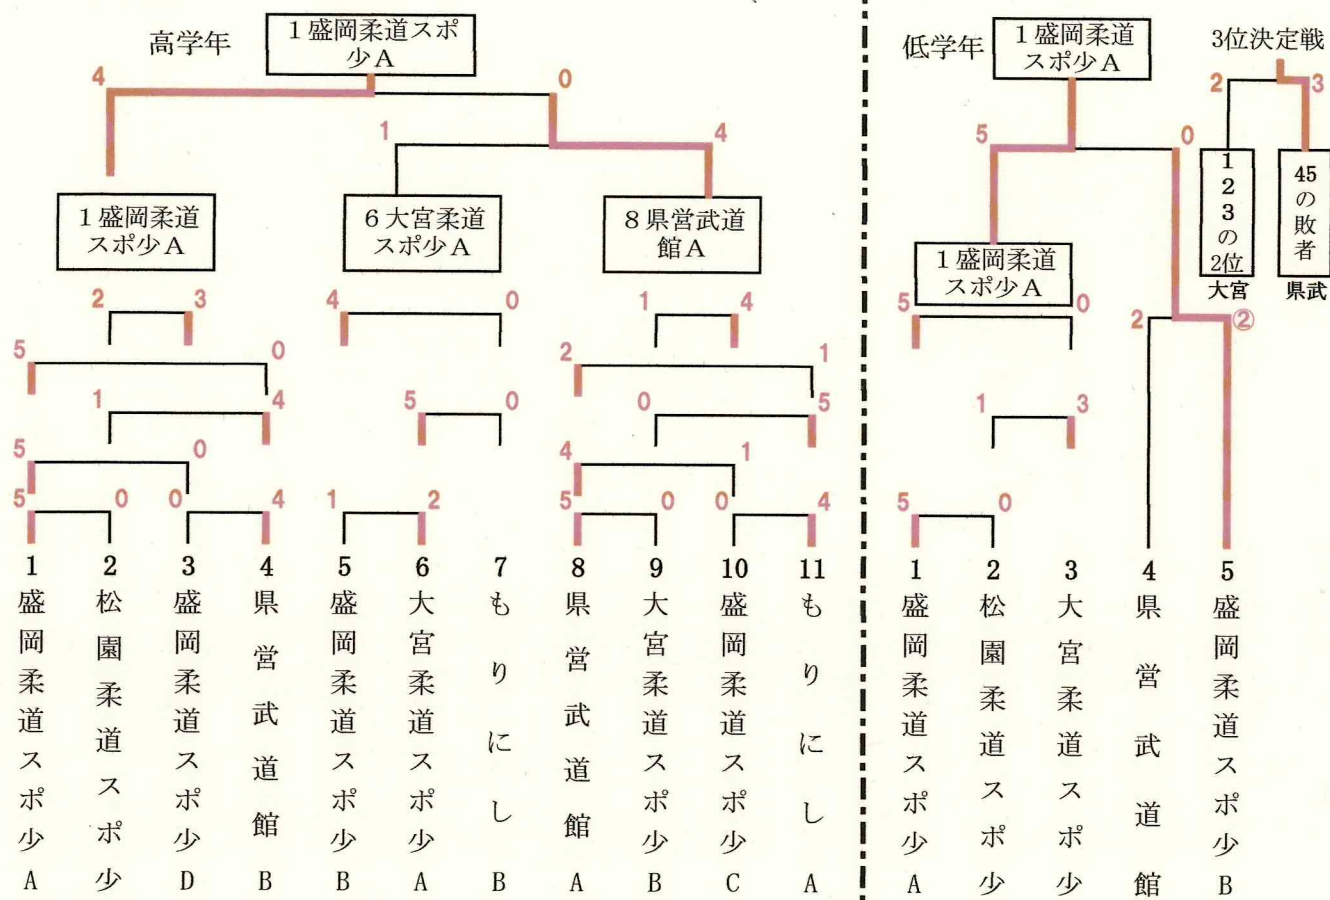 高学年
1盛岡柔道スポ
少A
4
0
1
4
1盛岡柔道
スポ少A
6大宮柔道
スポ少A
8県営武道
館A
2
3
4
0
1
4
5
0
2
1
1
4
5
0
0
5
5
0
4
1
5
0
0
4
1
2
5
0
0
4
1
2
3
4
5
6
7
8
9
10
11
盛岡柔道スポ少A
松園柔道スポ少
盛岡柔道スポ少D
県営武道館B
盛岡柔道スポ少B
大宮柔道スポ少A
もりにしB
県営武道館A
大宮柔道スポ少B
盛岡柔道スポ少C
もりにしA
低学年
1盛岡柔道
スポ少A
3位決定戦
2
3
5
0
123の2位
45の敗者
大宮
県武
1盛岡柔道
スポ少A
5
0
2
②
1
3
5
0
1
2
3
4
5
盛岡柔道スポ少A
松園柔道スポ少
大宮柔道スポ少
県営武道館
盛岡柔道スポ少B